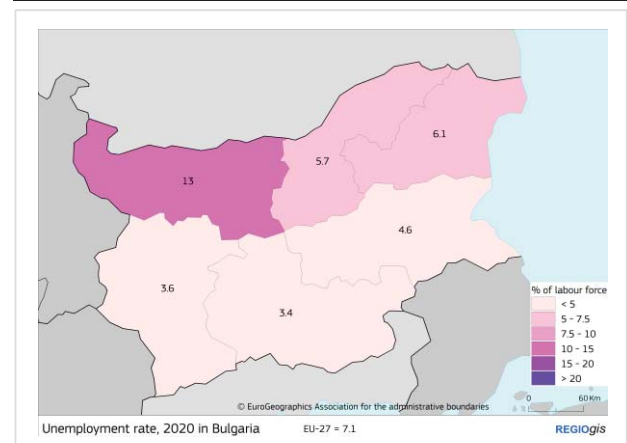 6.1
5.7
13
4.6
3.6
3.4
% of labour force
< 5
5 - 7.5
7.5 - 10
10 - 15
15 - 20
> 20
0 60 Km
© EuroGeographics Association for the administrative boundaries
Unemployment rate, 2020 in Bulgaria EU-27 = 7.1 REGIOgis